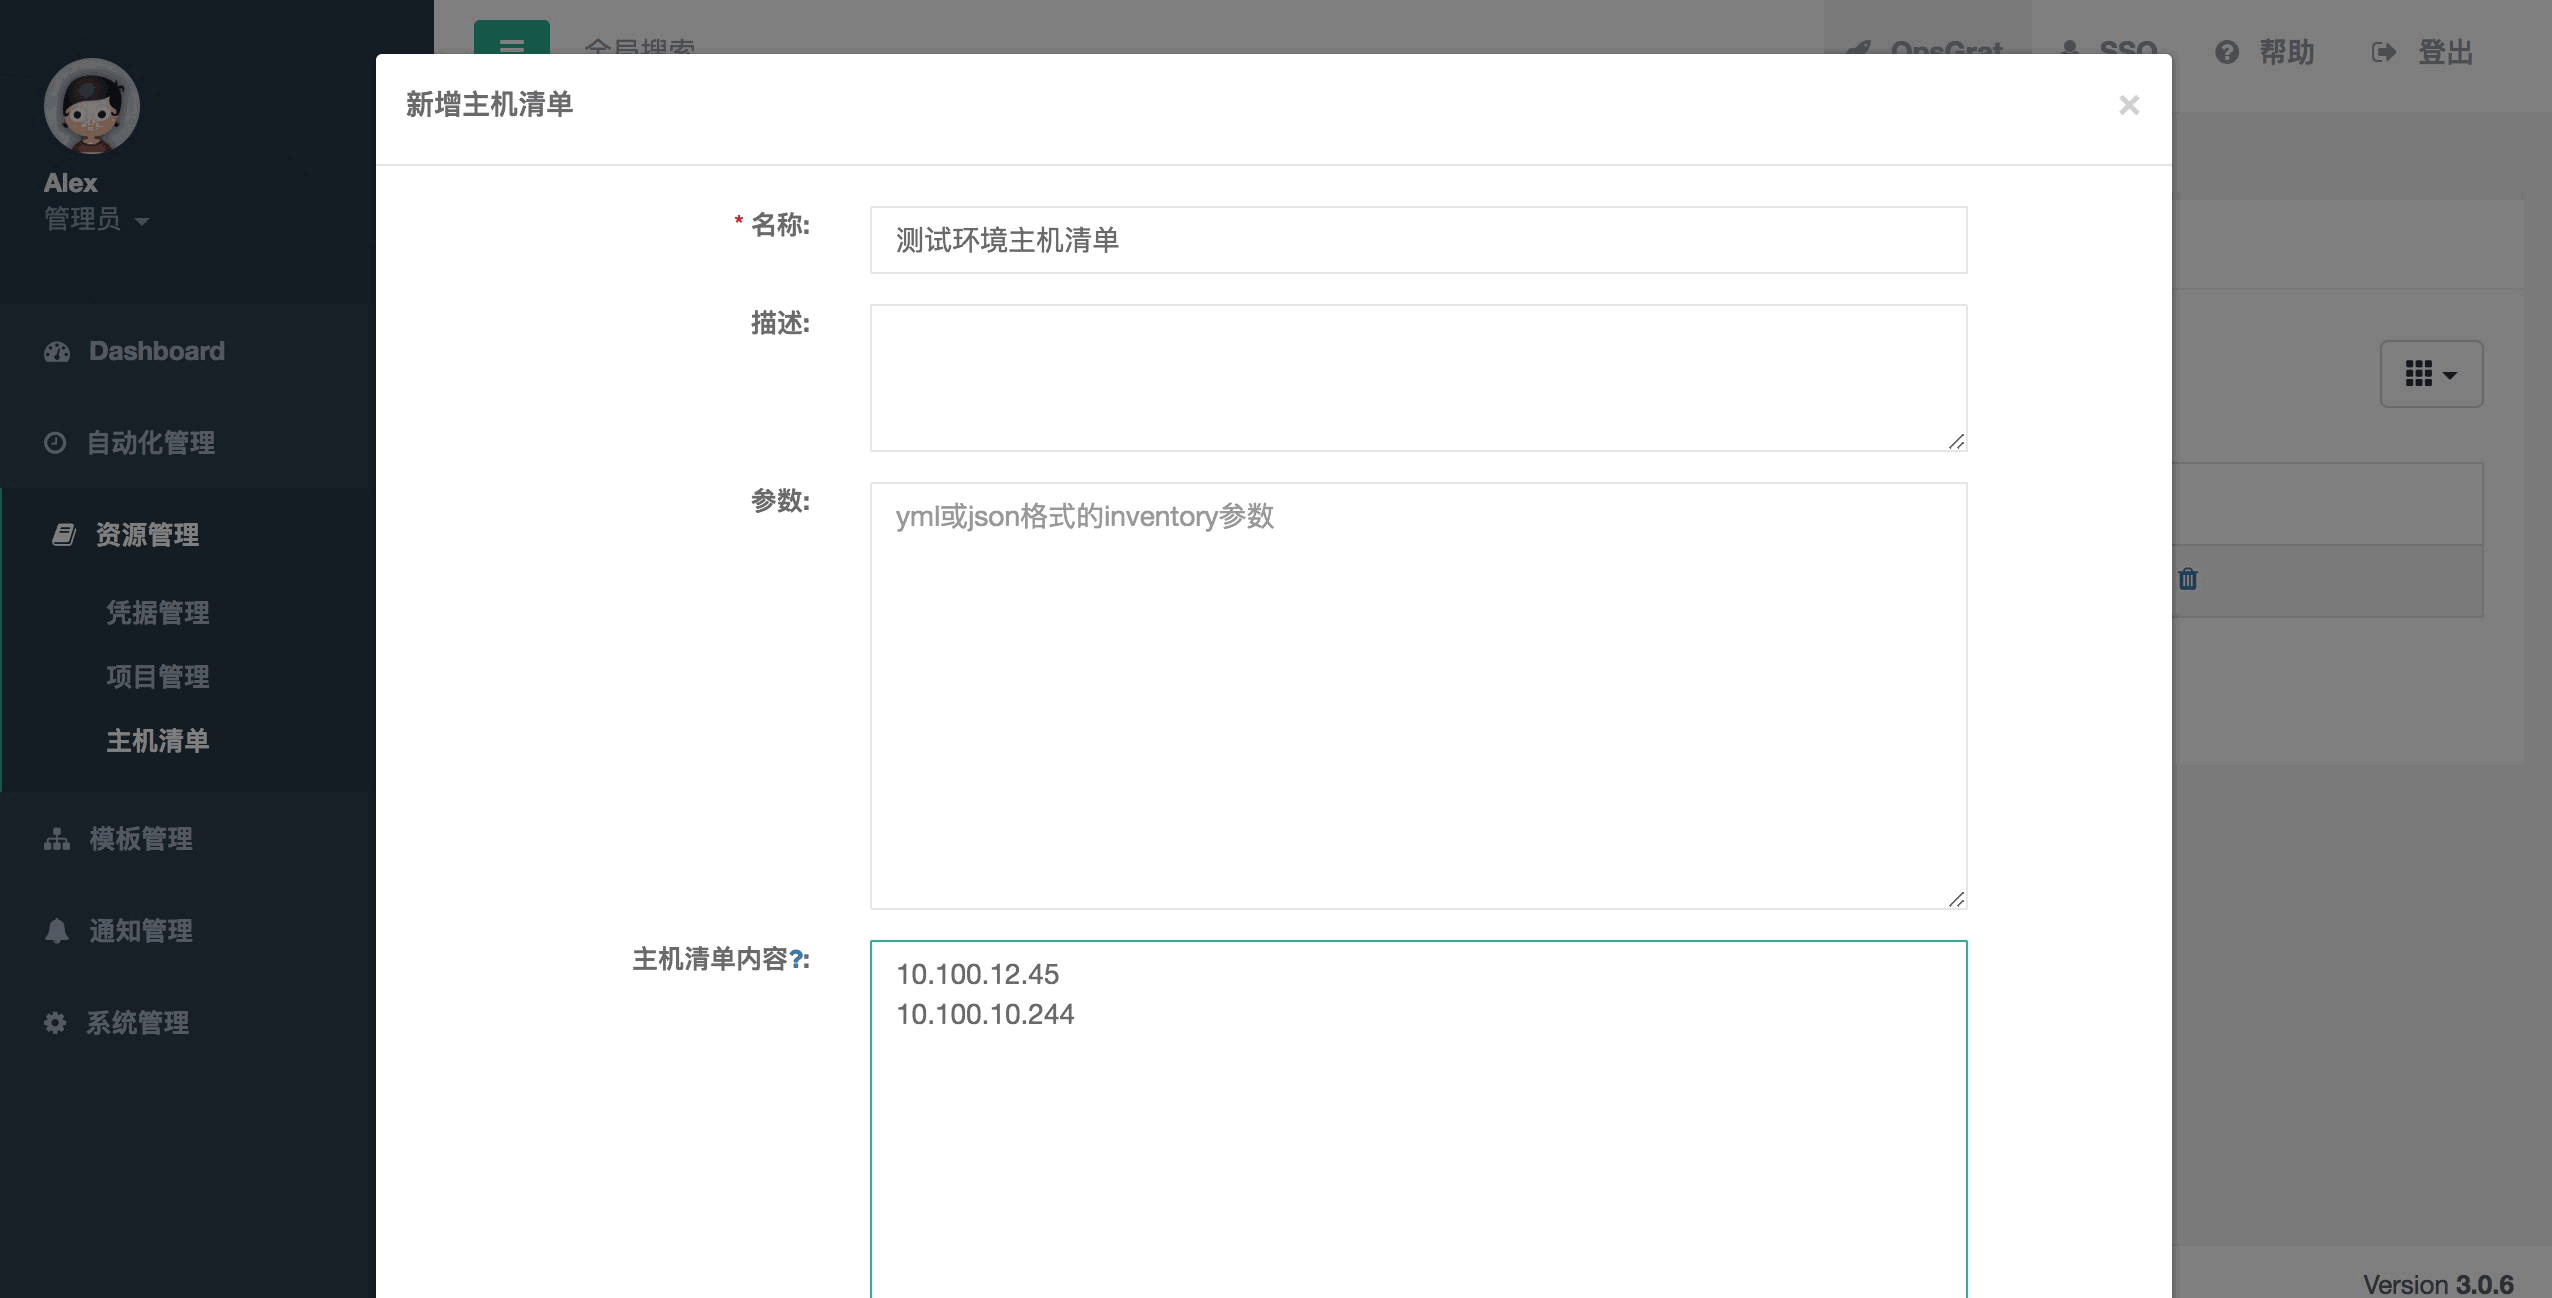 全局搜索
OpsGrat
SSO
帮助
登出
Alex
管理员
Dashboard
自动化管理
资源管理
凭据管理
项目管理
主机清单
模板管理
通知管理
系统管理
新增主机清单
×
* 名称:
测试环境主机清单
描述:
参数:
yml或json格式的inventory参数
主机清单内容?:
10.100.12.45
10.100.10.244
Version 3.0.6